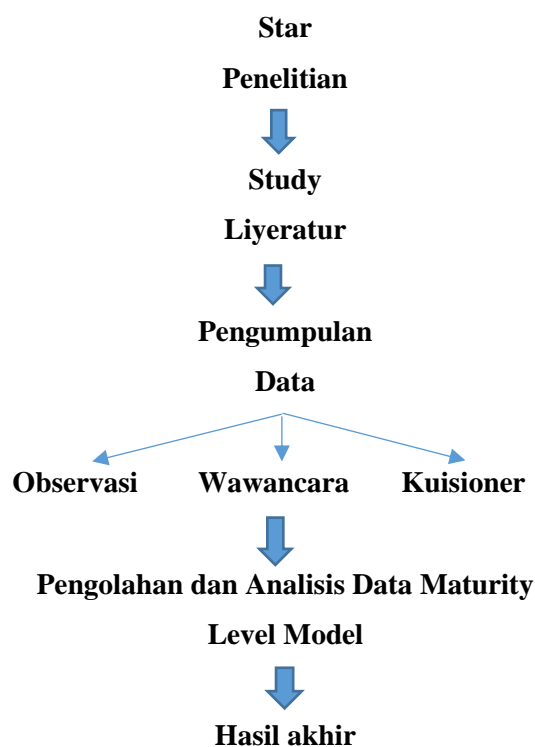 Star
Penelitian
Study
Liyeratur
Pengumpulan
Data
Observasi Wawancara Kuisioner
Pengolahan dan Analisis Data Maturity
Level Model
Hasil akhir